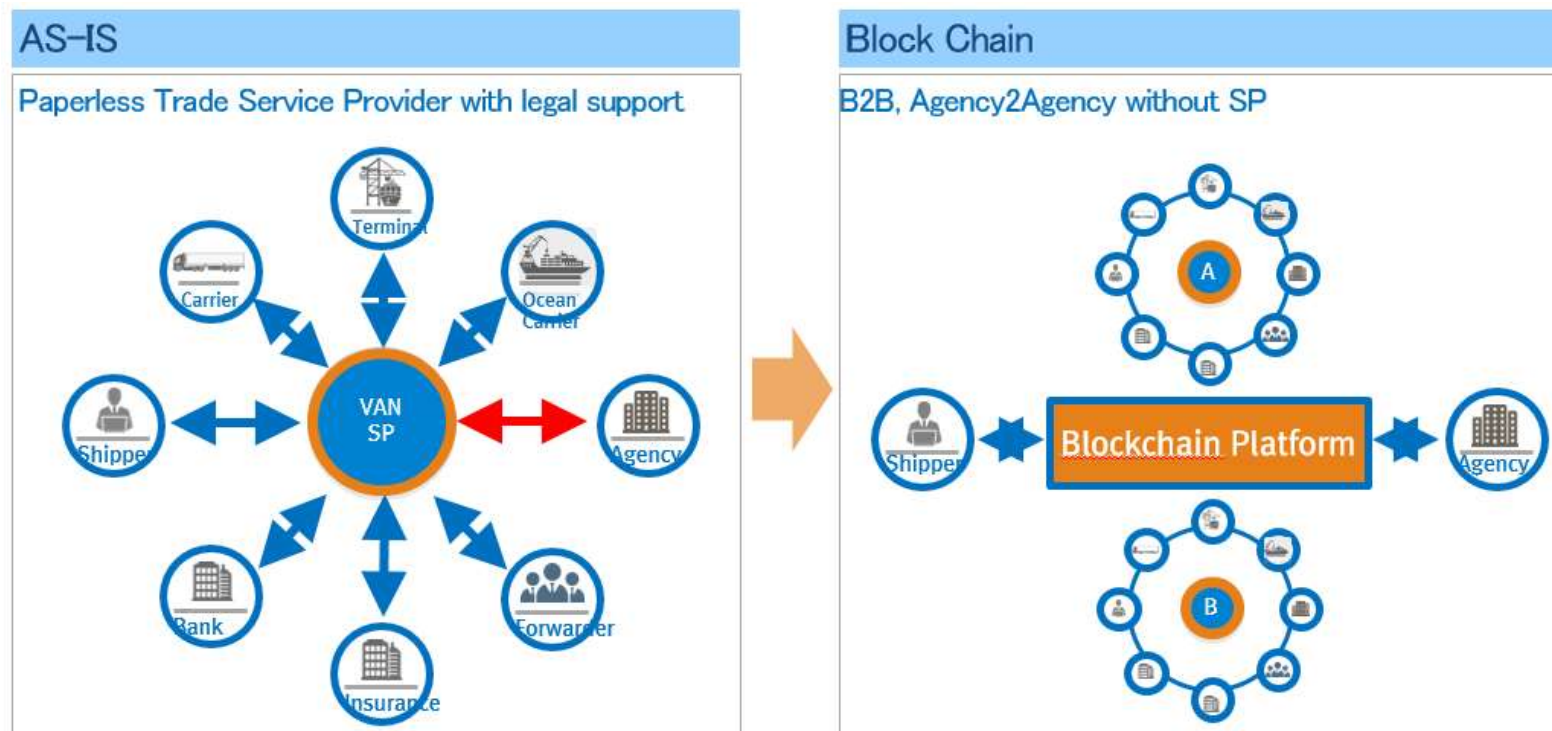 AS-IS
Paperless Trade Service Provider with legal support
Terminal
Carrier
Ocean
Carrier
VAN
SP
Shipper
Agency
Bank
Forwarder
Insurance
Block Chain
B2B, Agency2Agency without SP
A
Shipper
Blockchain Platform
Agency
B